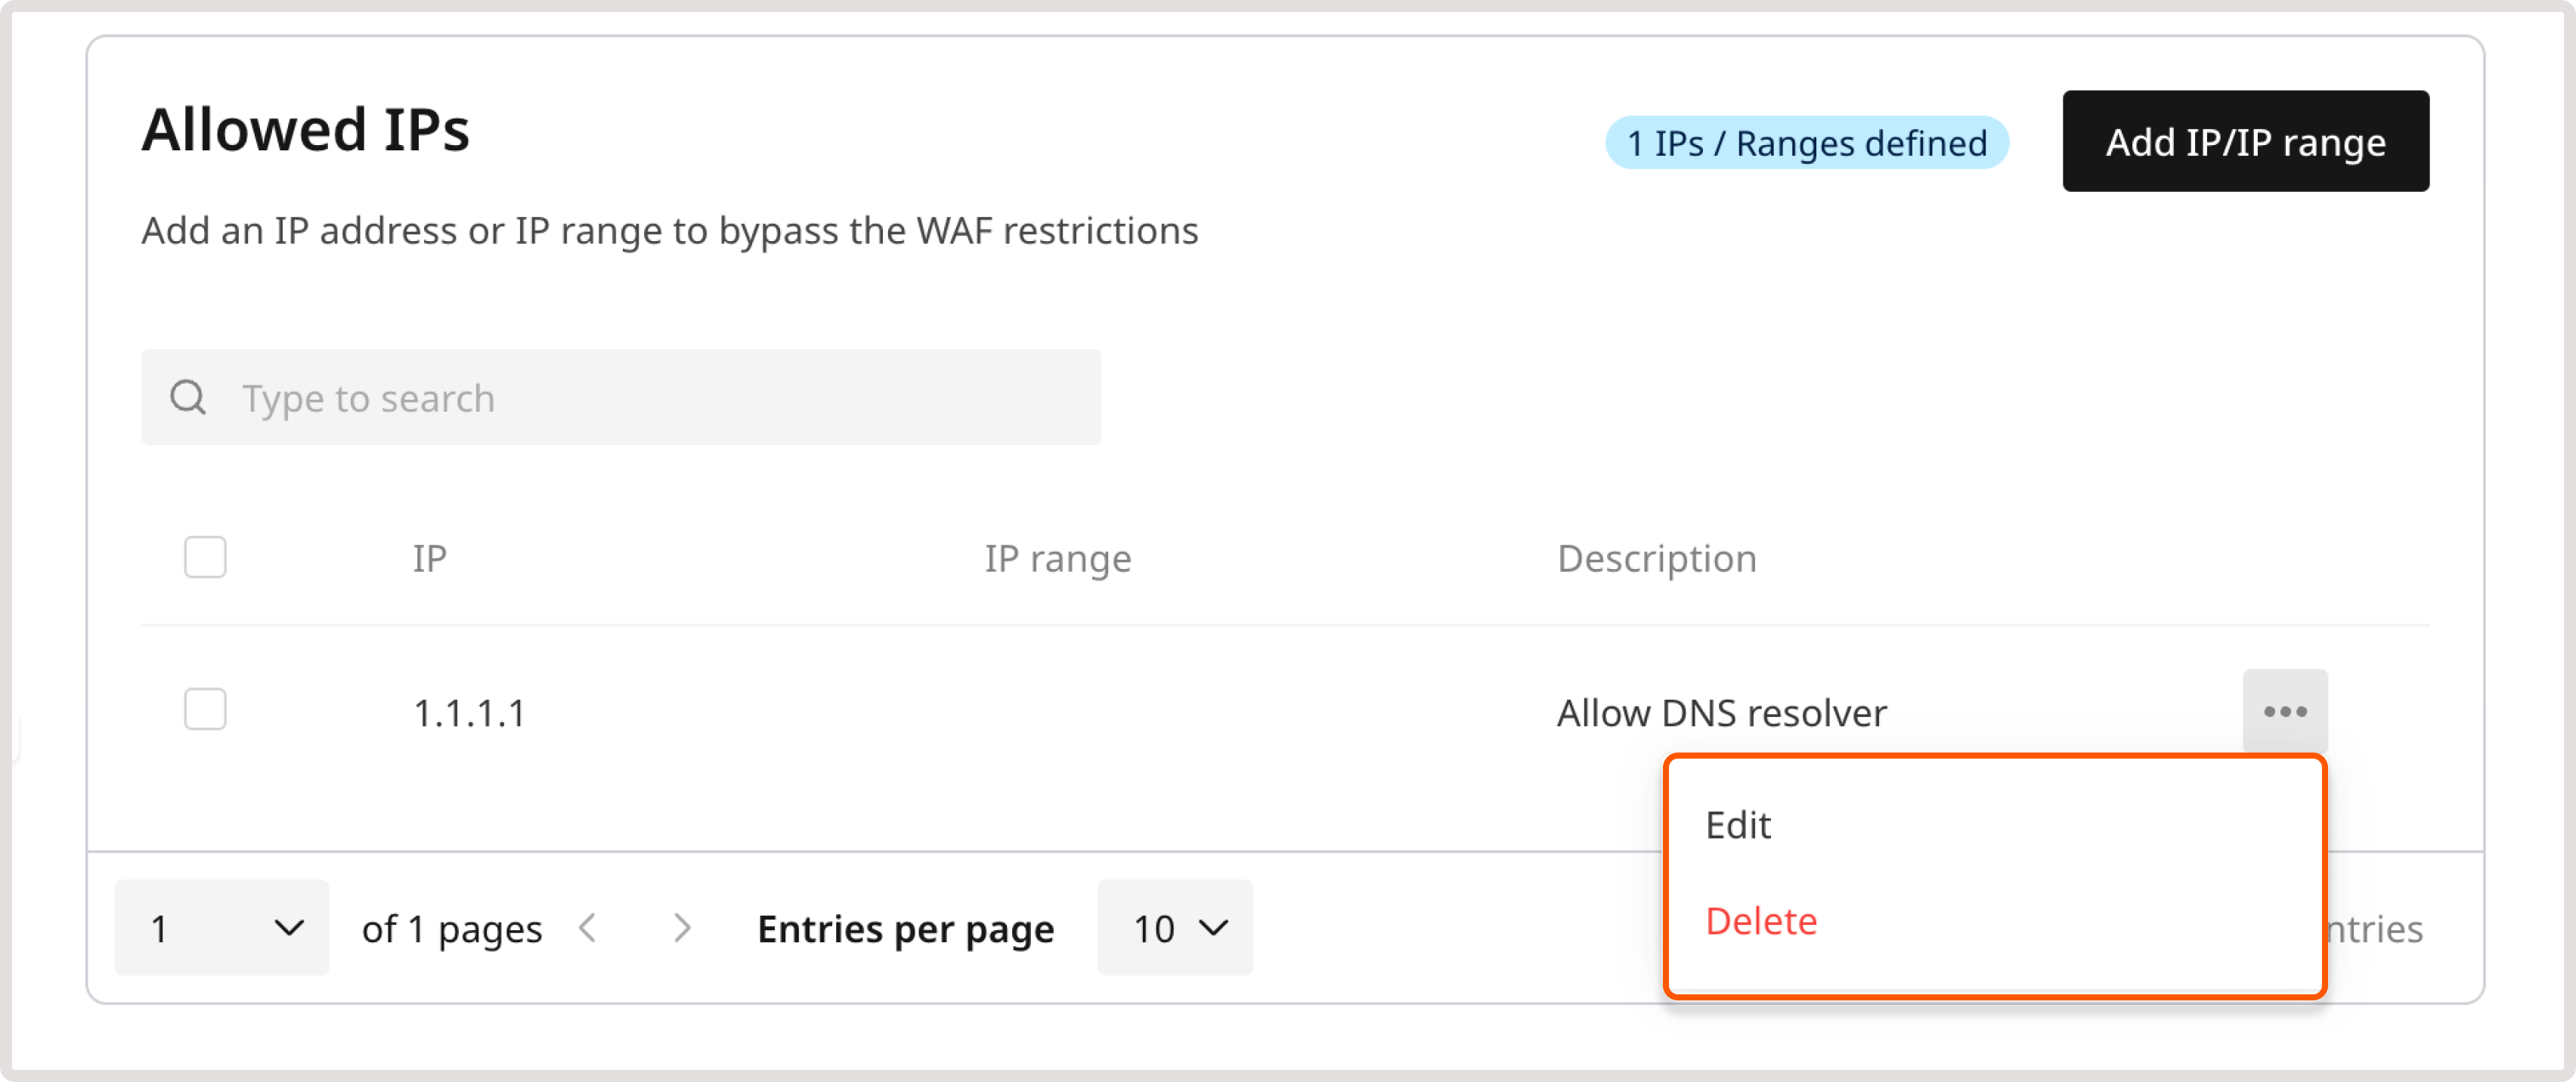 Allowed IPs
1 IPs / Ranges defined
Add IP/IP range
Add an IP address or IP range to bypass the WAF restrictions
Type to search
IP IP range Description
1.1.1.1 Allow DNS resolver
Edit
Delete
1 of 1 pages Entries per page 10